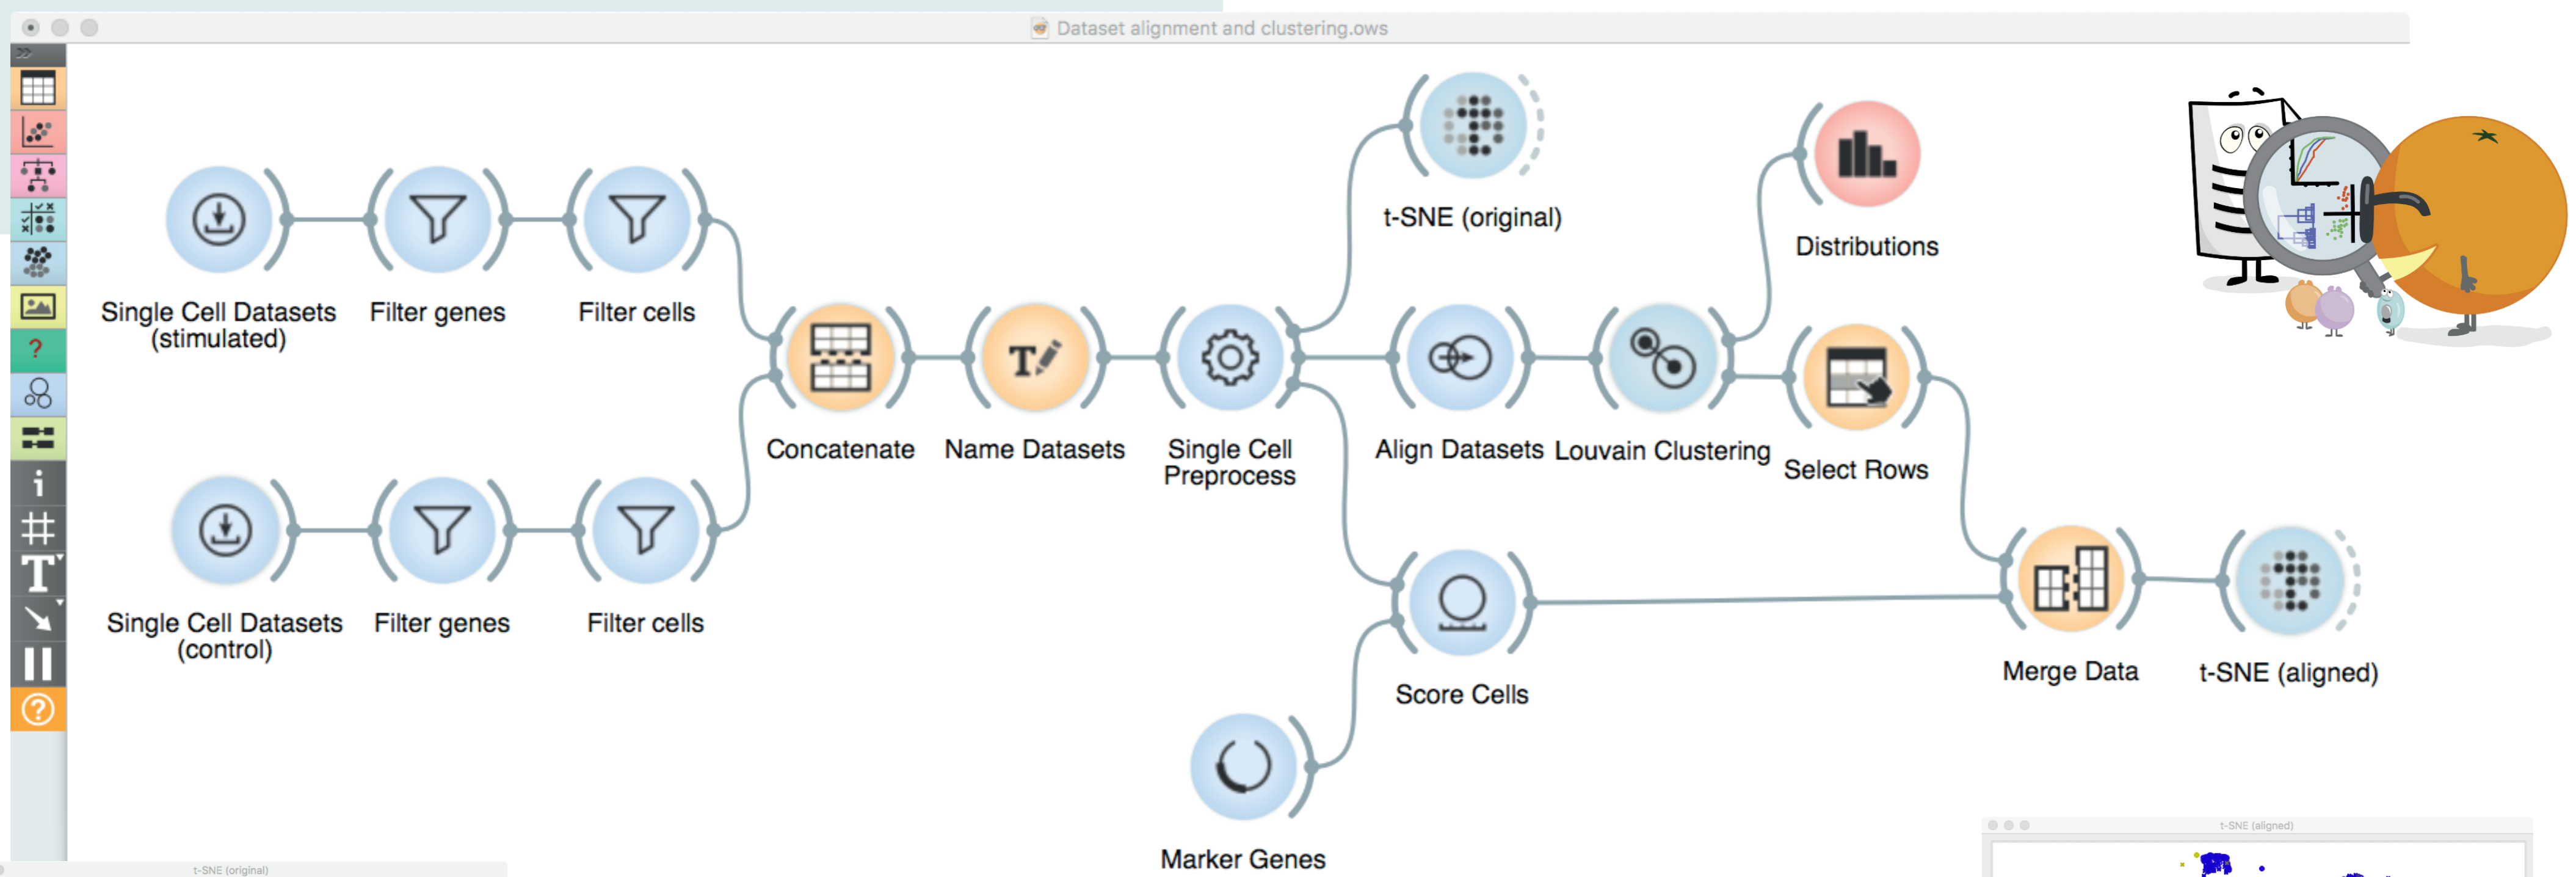 Dataset alignment and clustering.ows
t-SNE (original)
Distributions
Single Cell Datasets
(stimulated)
Filter genes
Filter cells
Concatenate
Name Datasets
Single Cell
Preprocess
Align Datasets
Louvain Clustering
Select Rows
Single Cell Datasets
(control)
Filter genes
Filter cells
Score Cells
Merge Data
t-SNE (aligned)
Marker Genes
t-SNE (original)
t-SNE (aligned)